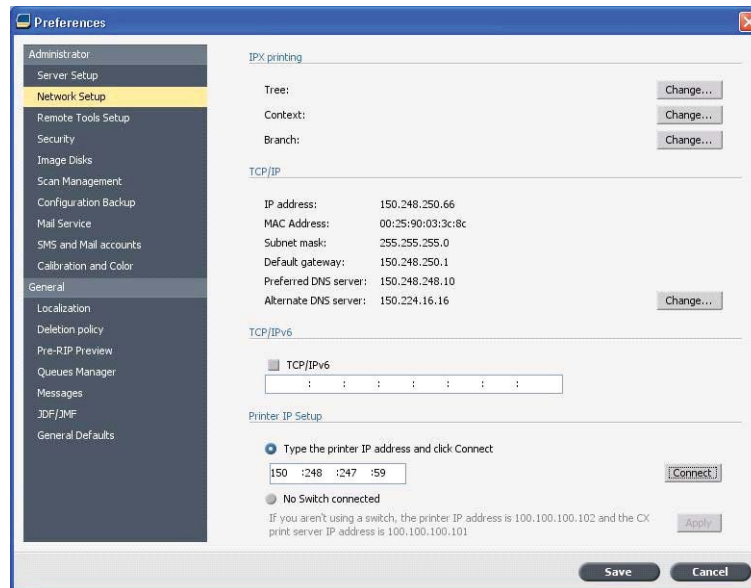 Preferences
Administrator
Server Setup
Network Setup
Remote Tools Setup
Security
Image Disks
Scan Management
Configuration Backup
Mail Service
SMS and Mail accounts
Calibration and Color
General
Localization
Deletion policy
Pre-RIP Preview
Queues Manager
Messages
JDF/JMF
General Defaults
IPX printing
Tree: Change...
Context: Change...
Branch: Change...
TCP/IP
IP address: 150.248.250.66
MAC Address: 00:25:90:03:3c:8c
Subnet mask: 255.255.255.0
Default gateway: 150.248.250.1
Preferred DNS server: 150.248.248.10
Alternate DNS server: 150.224.16.16 Change...
TCP/IPv6
TCP/IPv6
: : : : : : :
Printer IP Setup
Type the printer IP address and click Connect
150 :248 :247 :59 Connect
No Switch connected
If you aren't using a switch, the printer IP address is 100.100.100.102 and the CX
print server IP address is 100.100.100.101 Apply
Save Cancel